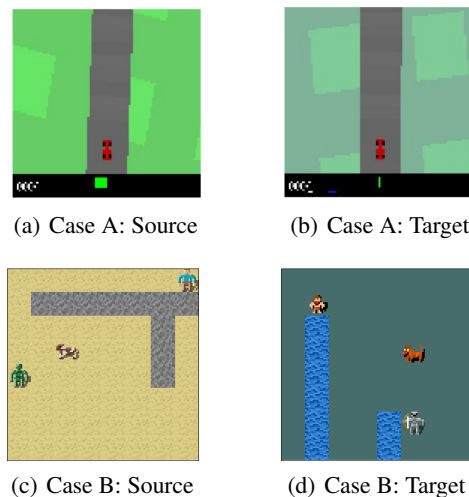 (a) Case A: Source
(b) Case A: Target
(c) Case B: Source
(d) Case B: Target